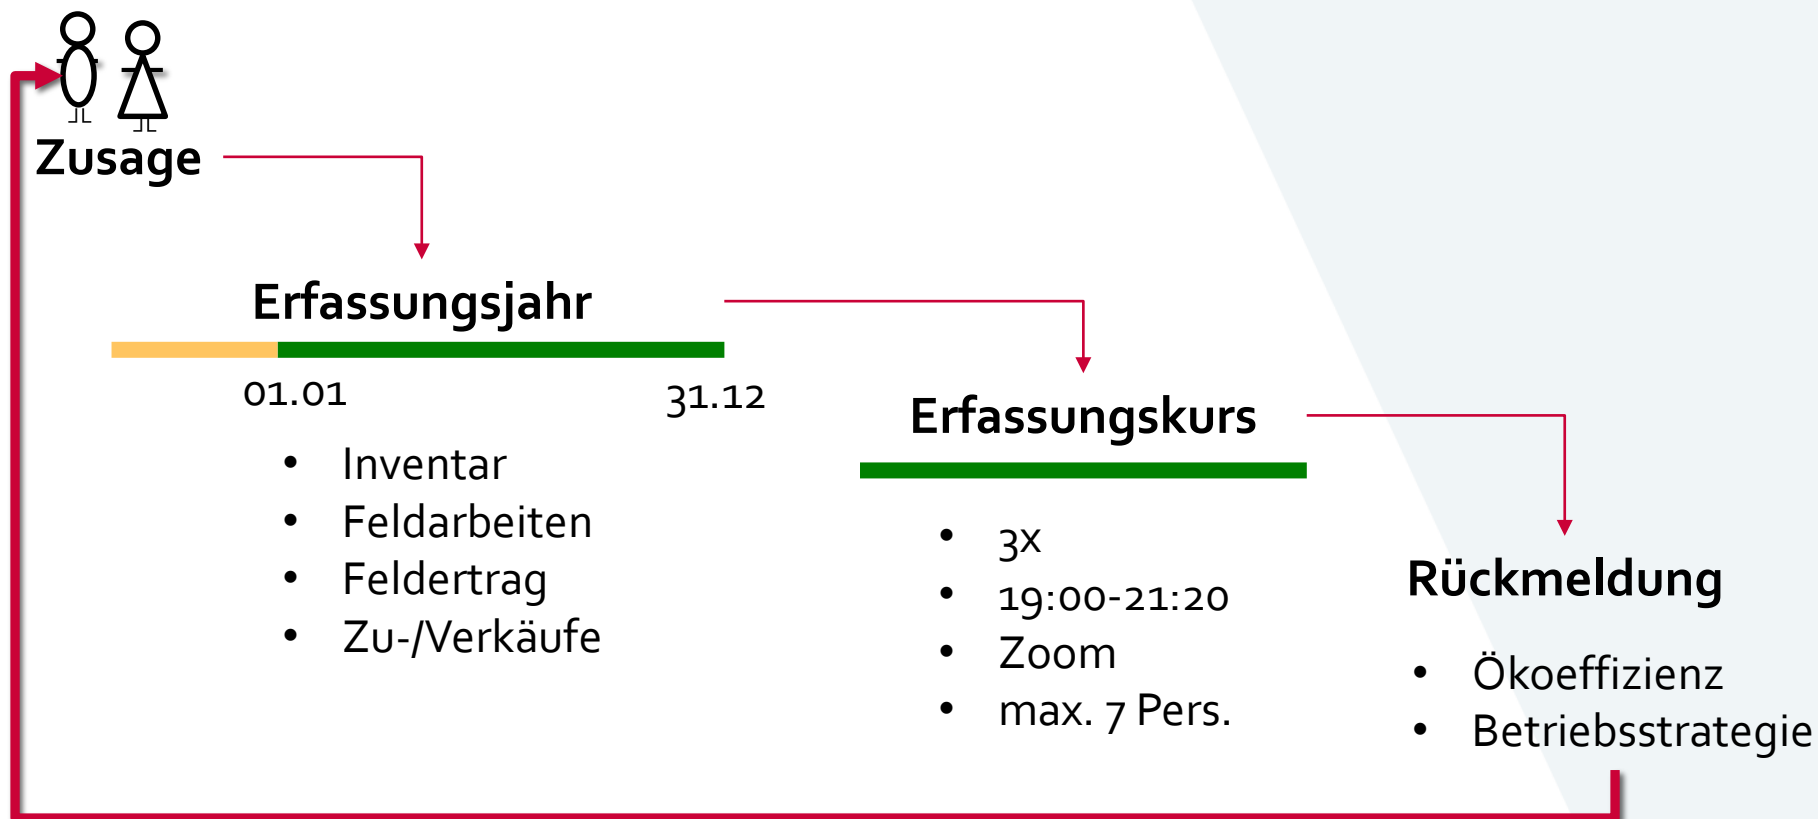 Zusage
Erfassungsjahr
01.01
31.12
• Inventar
• Feldarbeiten
• Feldertrag
• Zu-/Verkäufe
Erfassungskurs
• 3x
• 19:00-21:20
• Zoom
• max. 7 Pers.
Rückmeldung
• Ökoeffizienz
• Betriebsstrategie